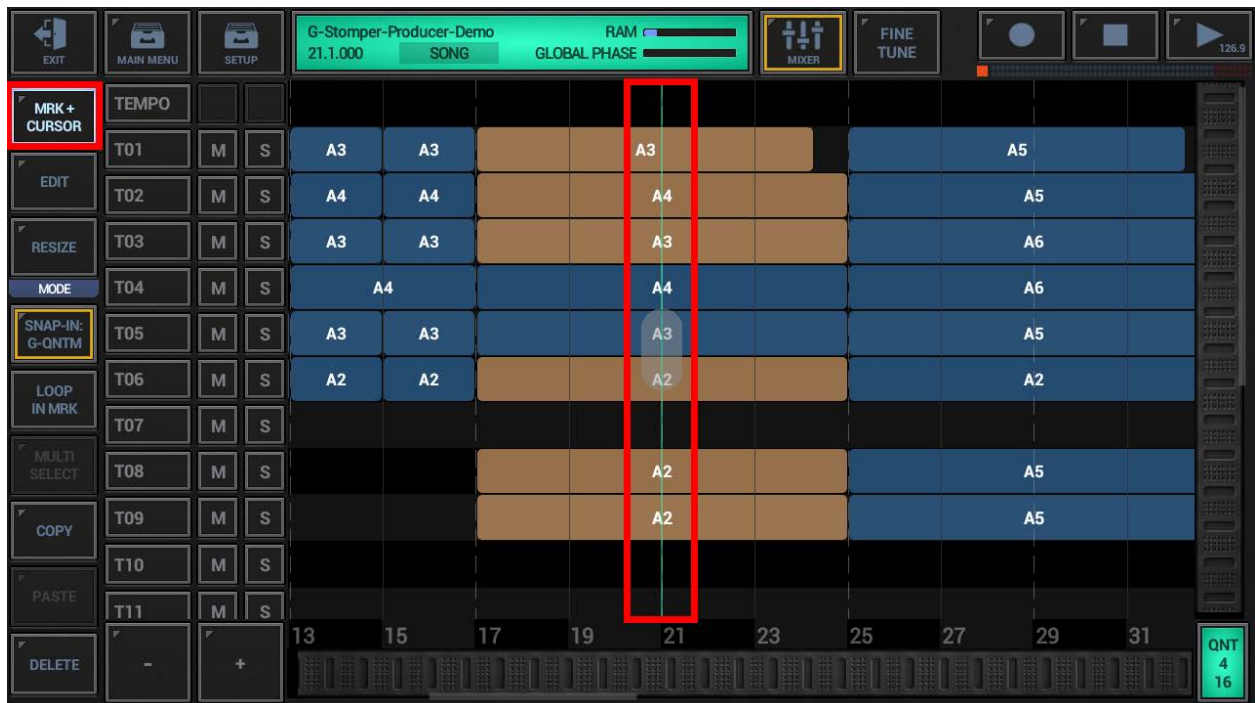 EXIT
MAIN MENU
SETUP
G-Stomper-Producer-Demo RAM
21.1.000 SONG GLOBAL PHASE
MIXER
FINE
TUNE
126.9
MRK +
CURSOR
TEMPO
T01 M S A3 A3 A3 A5
EDIT
T02 M S A4 A4 A4 A5
RESIZE
T03 M S A3 A3 A3 A6
MODE
T04 M S A4 A4 A6
SNAP-IN:
G-QNTM
T05 M S A3 A3 A3 A5
LOOP
IN MRK
T06 M S A2 A2 A2 A2
T07 M S
MULTI
SELECT
T08 M S A2 A5
COPY
T09 M S A2 A5
T10 M S
PASTE
T11 M S
13 15 17 19 21 23 25 27 29 31
DELETE
- +
QNT
4
16